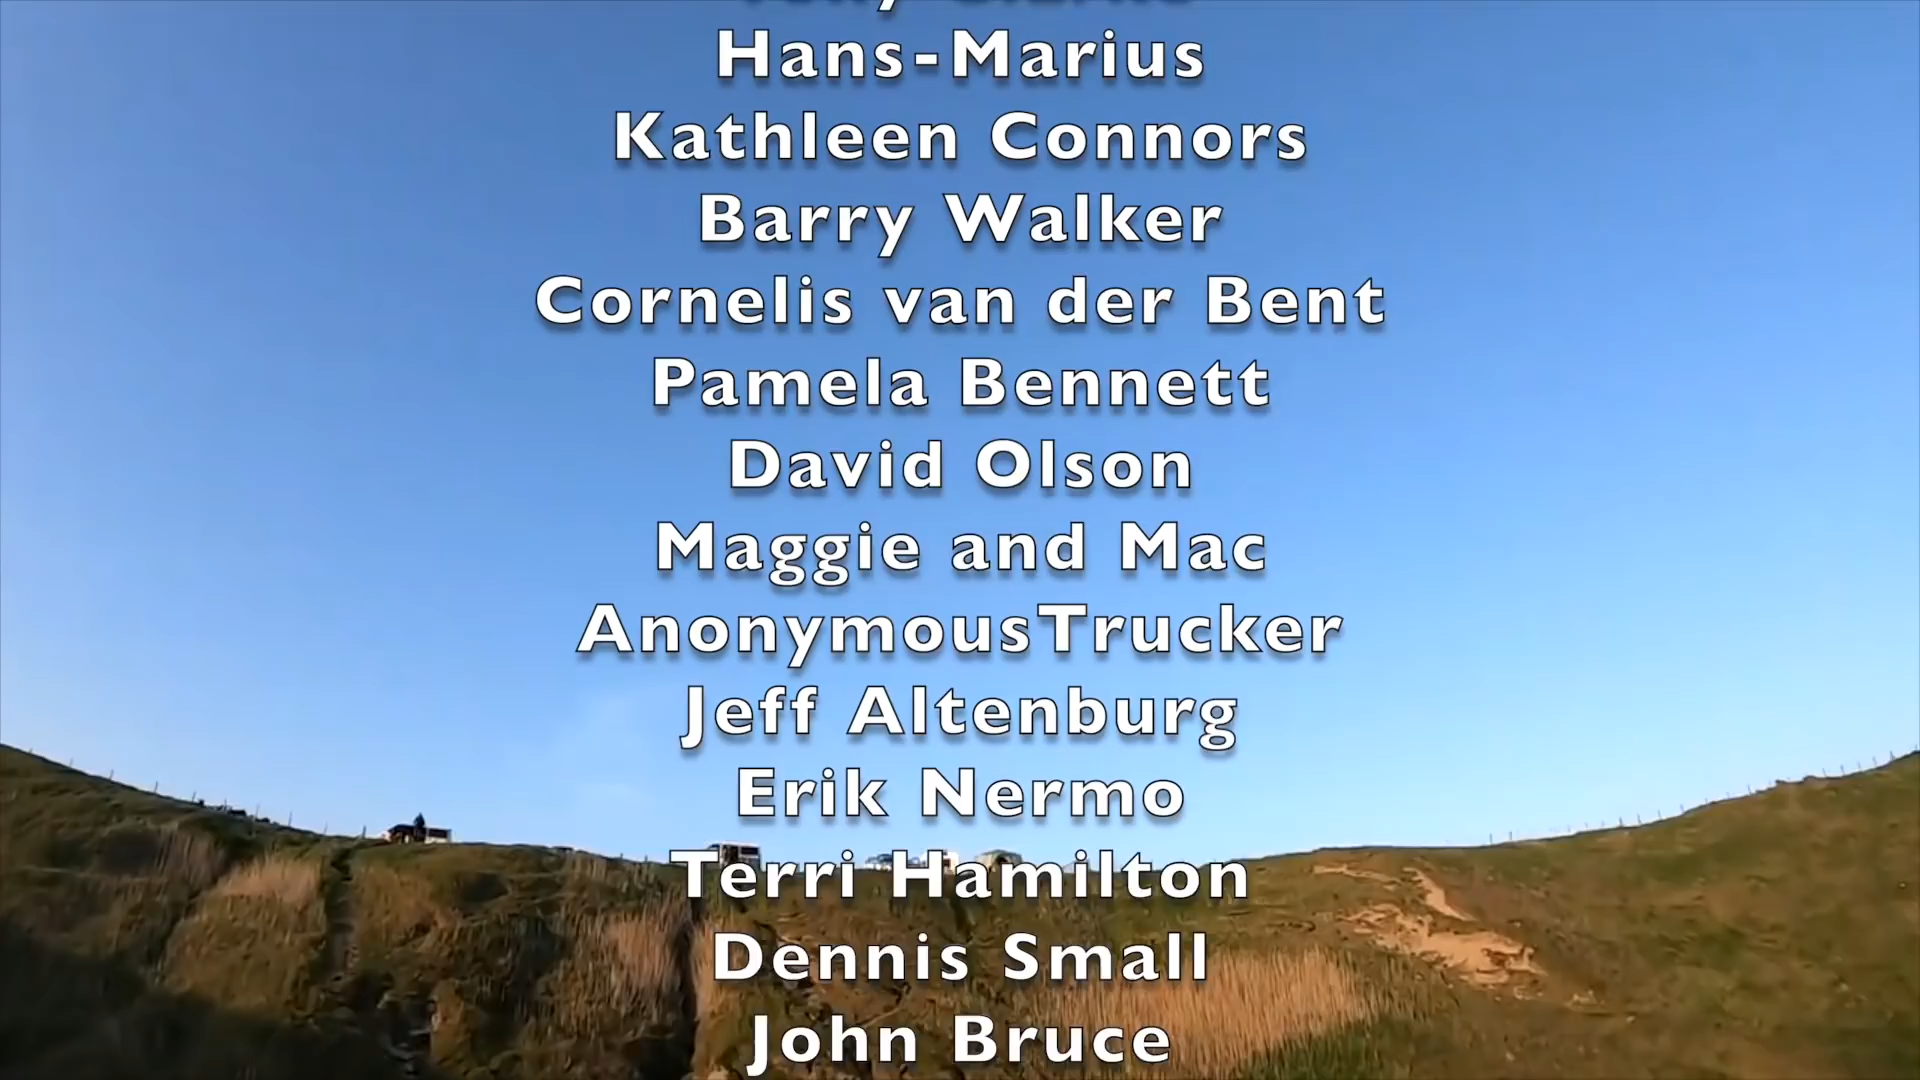 Hans-Marius
Kathleen Connors
Barry Walker
Cornelis van der Bent
Pamela Bennett
David Olson
Maggie and Mac
AnonymousTrucker
Jeff Altenburg
Erik Nermo
Terri Hamilton
Dennis Small
John Bruce